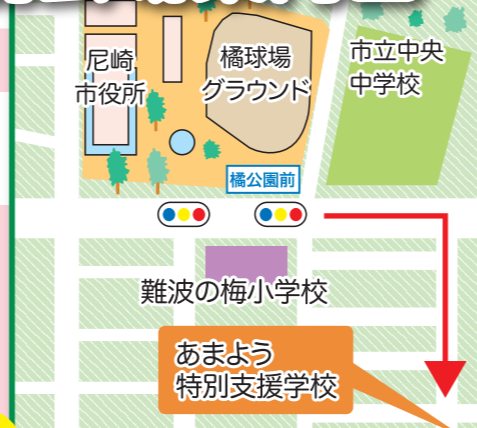 尼崎
市役所
橘球場
グラウンド
市立中央
中学校
橘公園前
難波の梅小学校
あまよう
特別支援学校